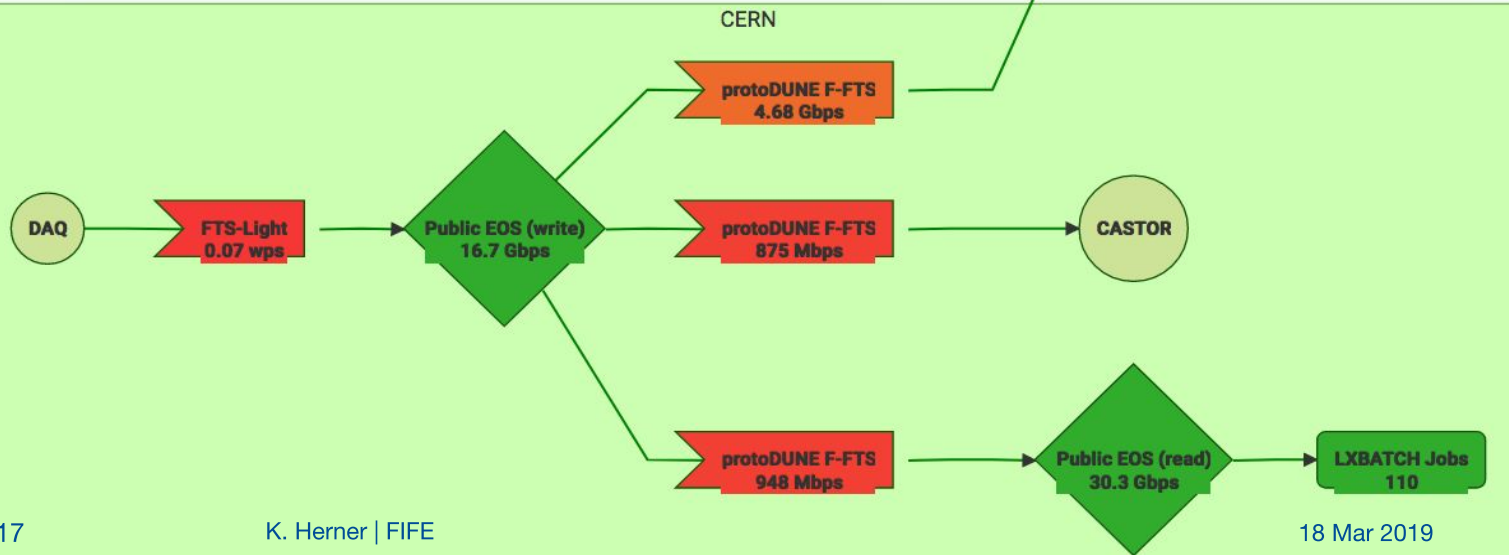 CERN
protoDUNE F-FTS
4.68 Gbps
DAQ
FTS-Light
0.07 wps
Public EOS (write)
16.7 Gbps
protoDUNE F-FTS
875 Mbps
CASTOR
protoDUNE F-FTS
948 Mbps
Public EOS (read)
30.3 Gbps
LXBATCH Jobs
110
17
K. Herner | FIFE
18 Mar 2019